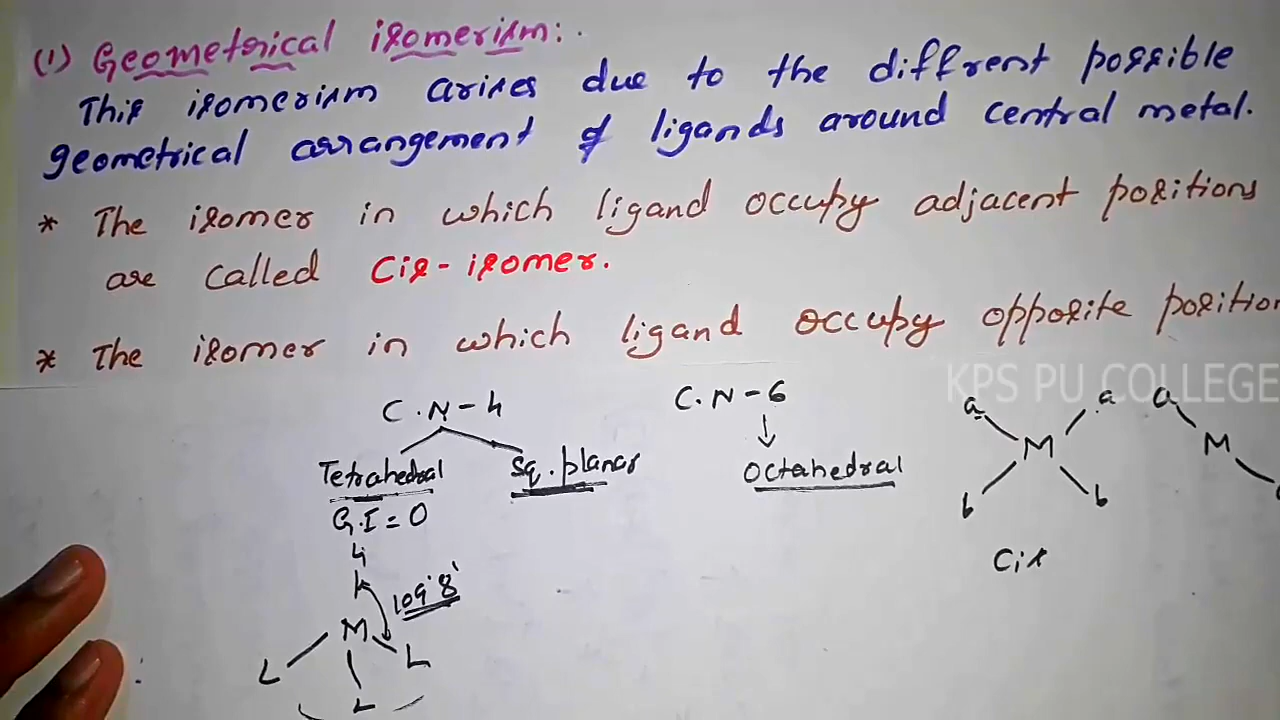 (1) Geometrical isomerism:.
This isomerism arises due to the different possible
geometrical arrangement of ligands around central metal.
* The isomer in which ligand occupy adjacent positions
are called Cis-isomer.
* The isomer in which ligand occupy opposite position
KPS PU COLLEGE
C.N-4
C.N-6
Tetrahedral
Sq. planar
Octahedral
G.I=0
a a
M
b b
Cis
a
M
109°8'
M
L L
L